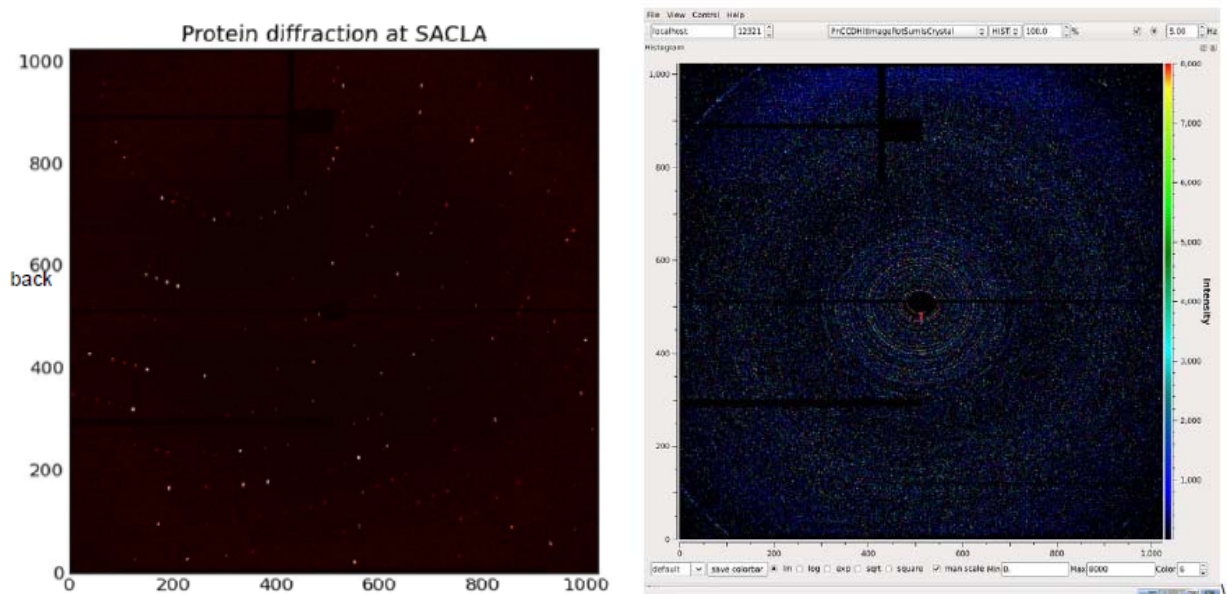 Protein diffraction at SACLA
1000
800
600
back
400
200
0
0 200 400 600 800 1000
File View Control Help
localhost 12321 HIST 100.0 % 5.00 Hz
Histogram
1,000
800
600
400
200
0
0 200 400 600 800 1,000
8,000
7,000
6,000
5,000
4,000
3,000
2,000
1,000
Intensity
default save colorbar lin log exp sqrt square man scale Min 0. Max 8000 Color 6